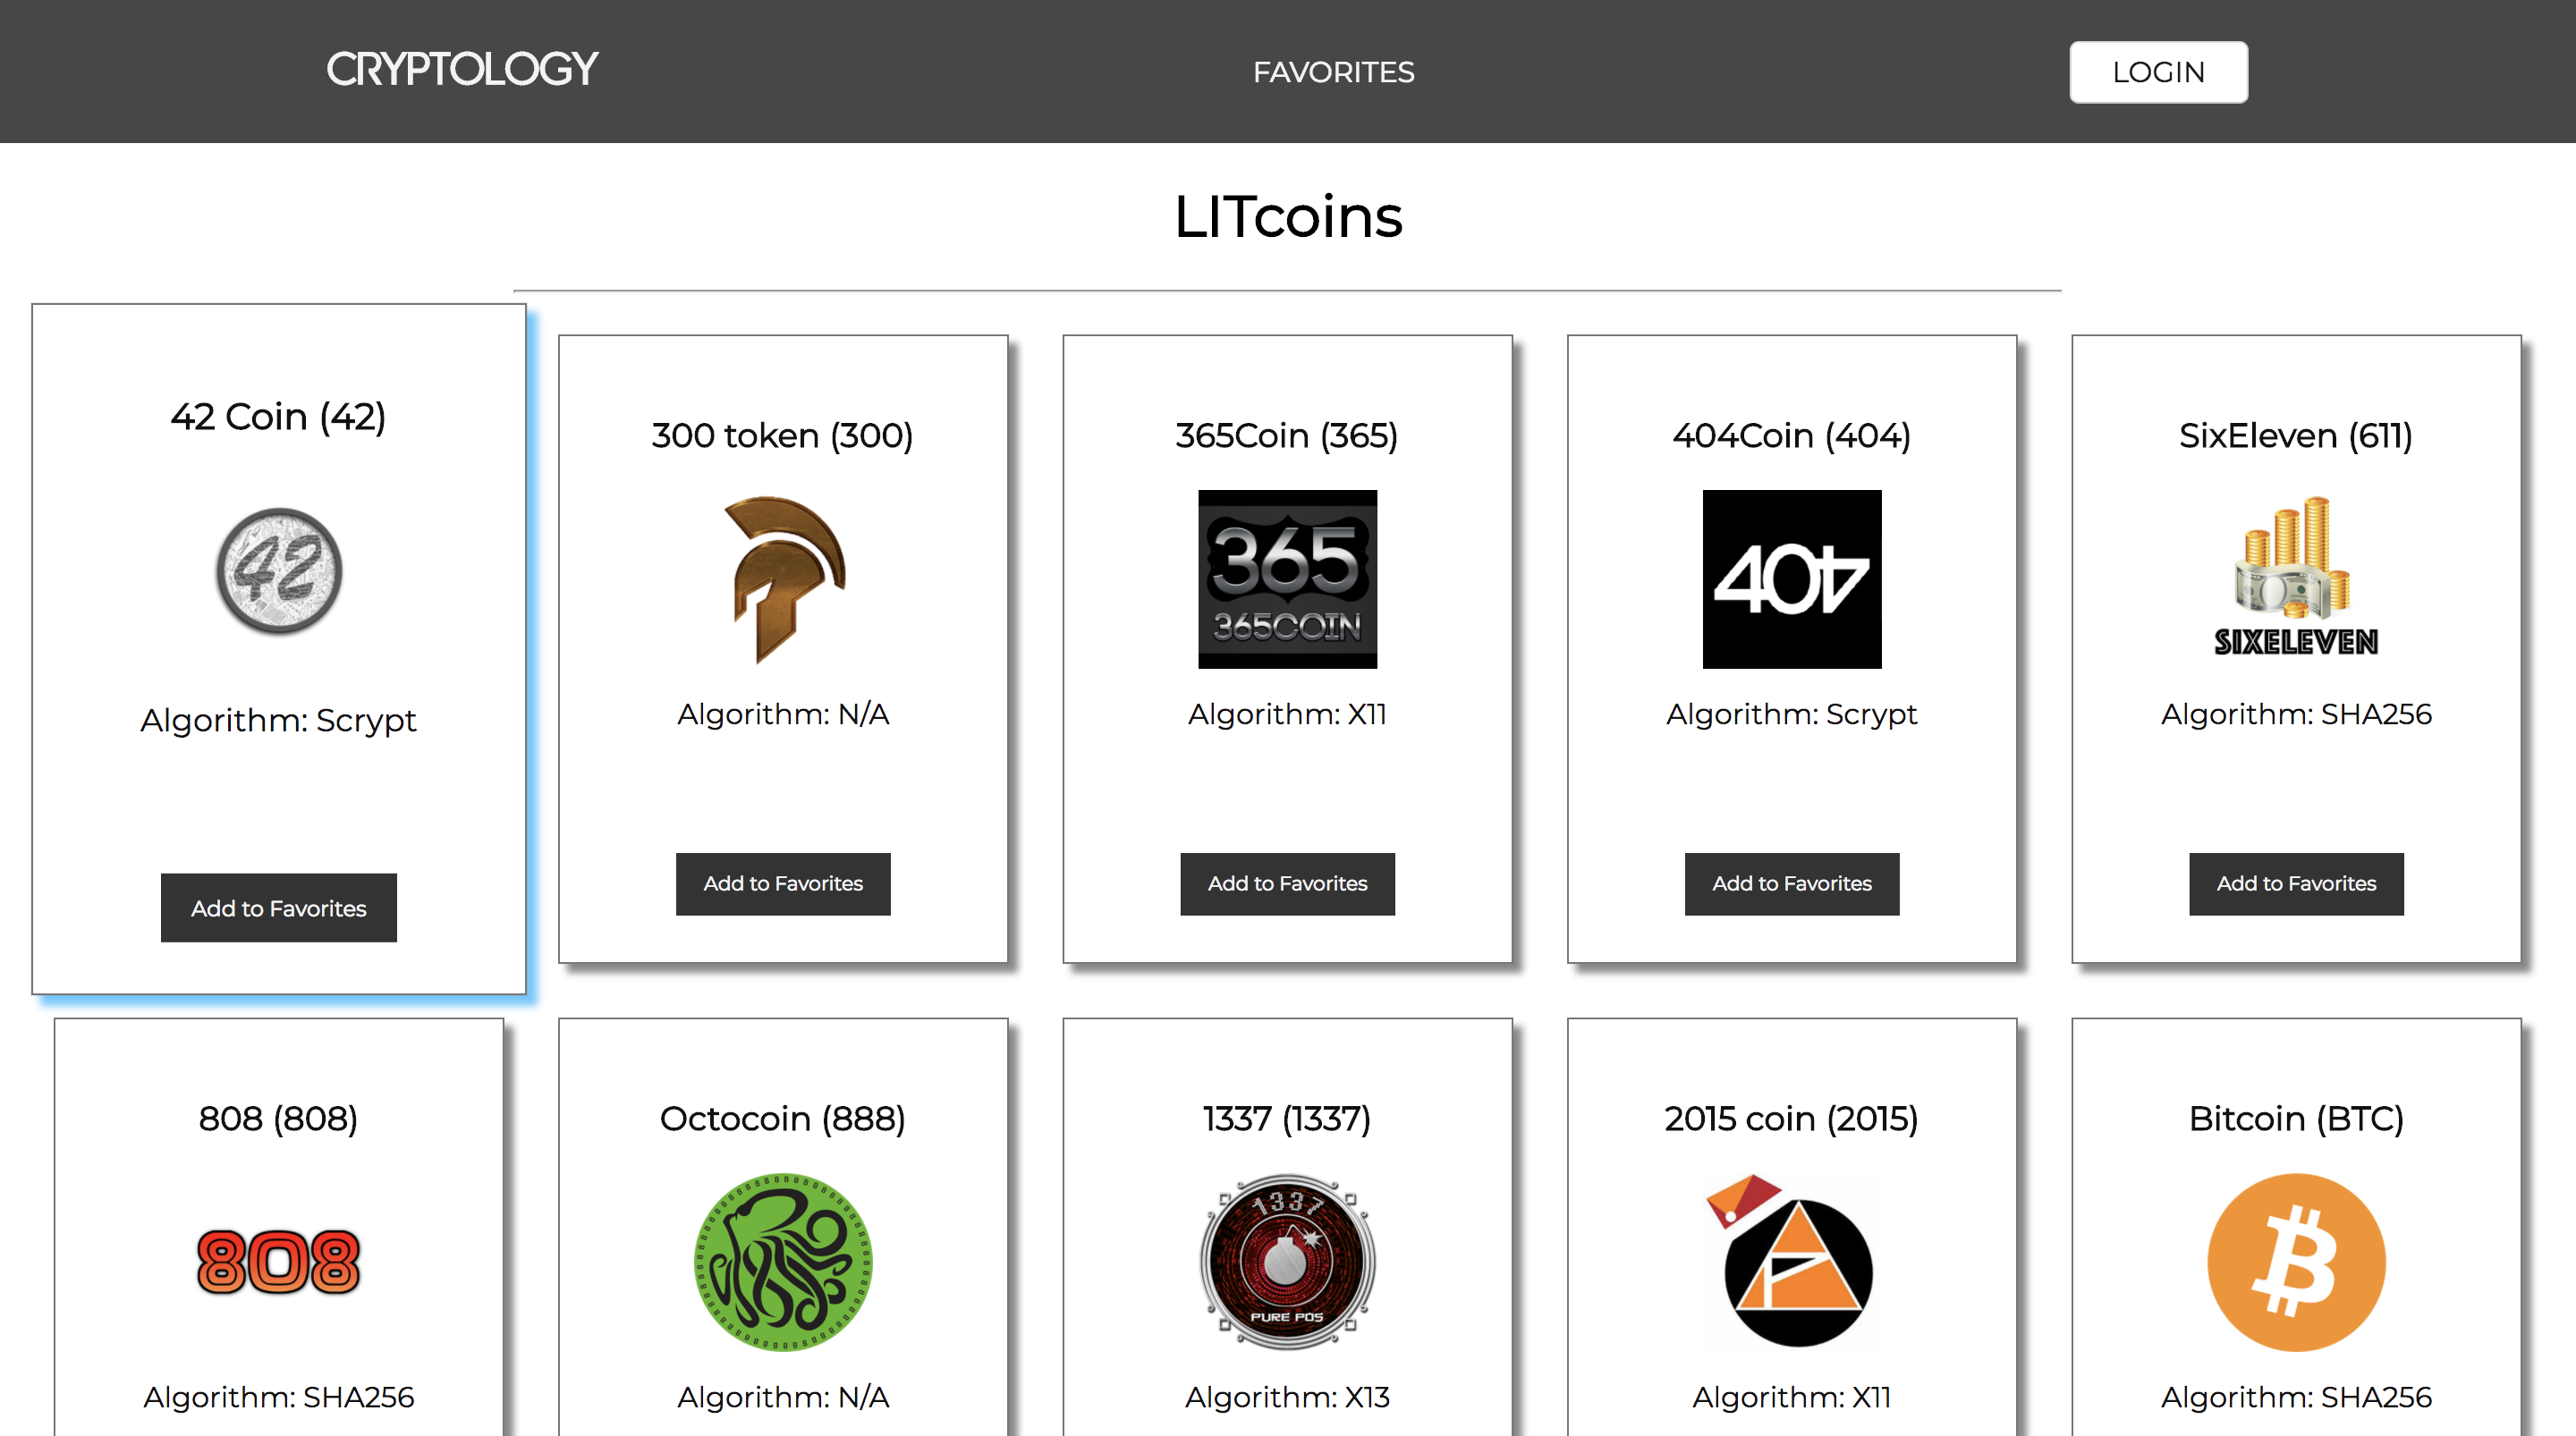 CRYPTOLOGY
FAVORITES
LOGIN
LITcoins
42 Coin (42)
42
Algorithm: Scrypt
Add to Favorites
300 token (300)
Algorithm: N/A
Add to Favorites
365Coin (365)
365
365COIN
Algorithm: X11
Add to Favorites
404Coin (404)
404
Algorithm: Scrypt
Add to Favorites
SixEleven (611)
SIXELEVEN
Algorithm: SHA256
Add to Favorites
808 (808)
808
Algorithm: SHA256
Octocoin (888)
Algorithm: N/A
1337 (1337)
1337
PURE POS
Algorithm: X13
2015 coin (2015)
Algorithm: X11
Bitcoin (BTC)
Algorithm: SHA256